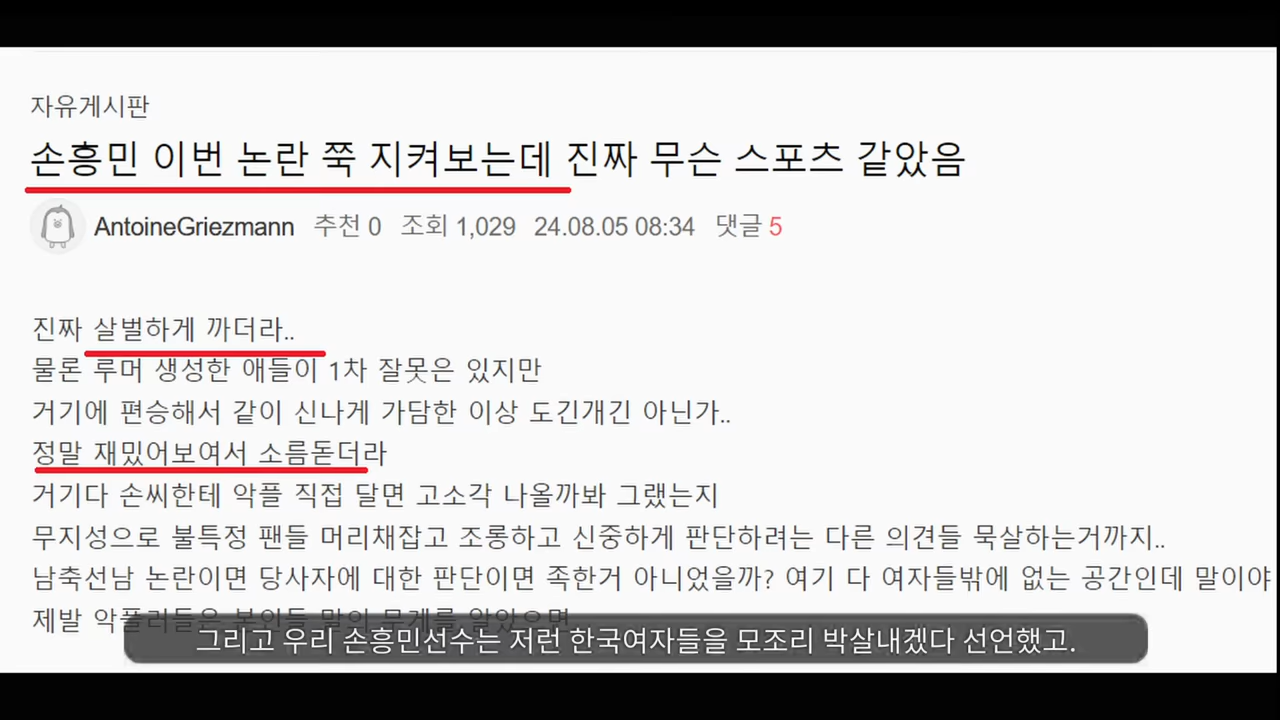 자유게시판
손흥민 이번 논란 쭉 지켜보는데 진짜 무슨 스포츠 같았음
AntoineGriezmann 추천 0 조회 1,029 24.08.05 08:34 댓글 5
진짜 살벌하게 까더라..
물론 루머 생성한 애들이 1차 잘못은 있지만
거기에 편승해서 같이 신나게 가담한 이상 도긴개긴 아닌가..
정말 재밌어보여서 소름돋더라
거기다 손씨한테 악플 직접 달면 고소각 나올까봐 그랬는지
무지성으로 불특정 팬들 머리채잡고 조롱하고 신중하게 판단하려는 다른 의견들 묵살하는거까지..
남축선남 논란이면 당사자에 대한 판단이면 족한거 아니었을까? 여기 다 여자들밖에 없는 공간인데 말이야
제발 악플러들은 본인들 말의 무게를 알았으면
그리고 우리 손흥민선수는 저런 한국여자들을 모조리 박살내겠다 선언했고.